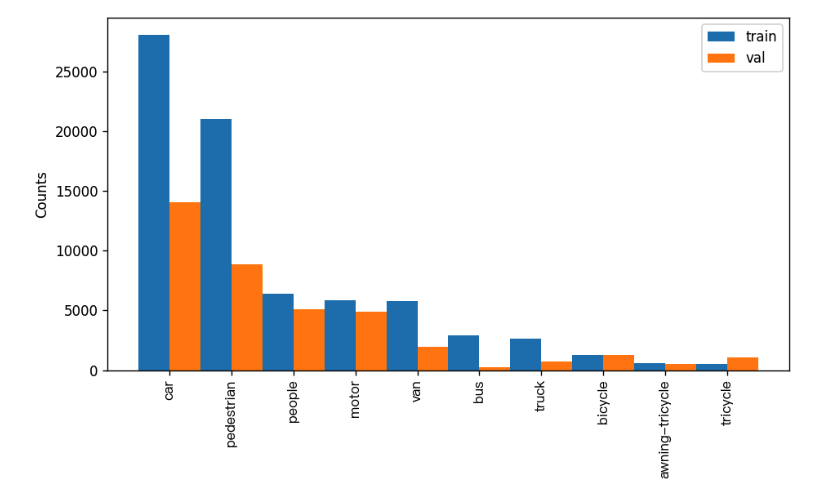 train
val
25000
20000
15000
10000
5000
0
Counts
car
pedestrian
people
motor
van
bus
truck
bicycle
awning−tricycle
tricycle